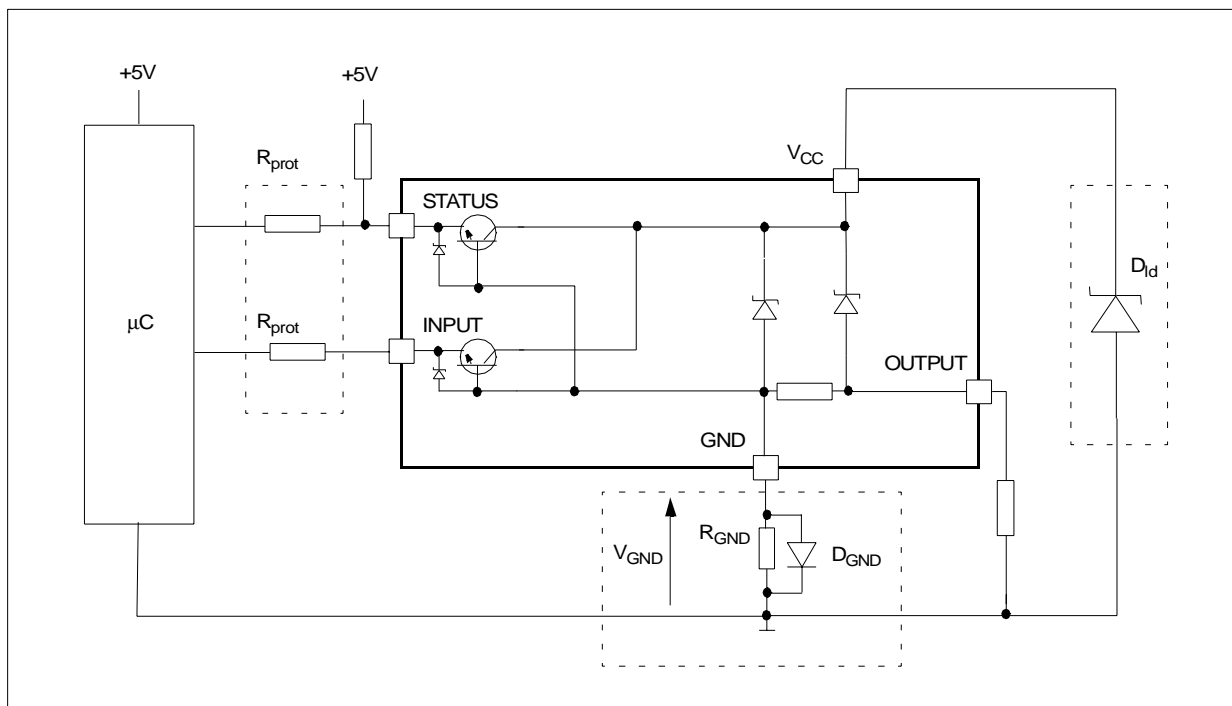 +5V
+5V
R_prot
V_CC
STATUS
D_ld
μC
R_prot
INPUT
OUTPUT
GND
R_GND
V_GND
D_GND